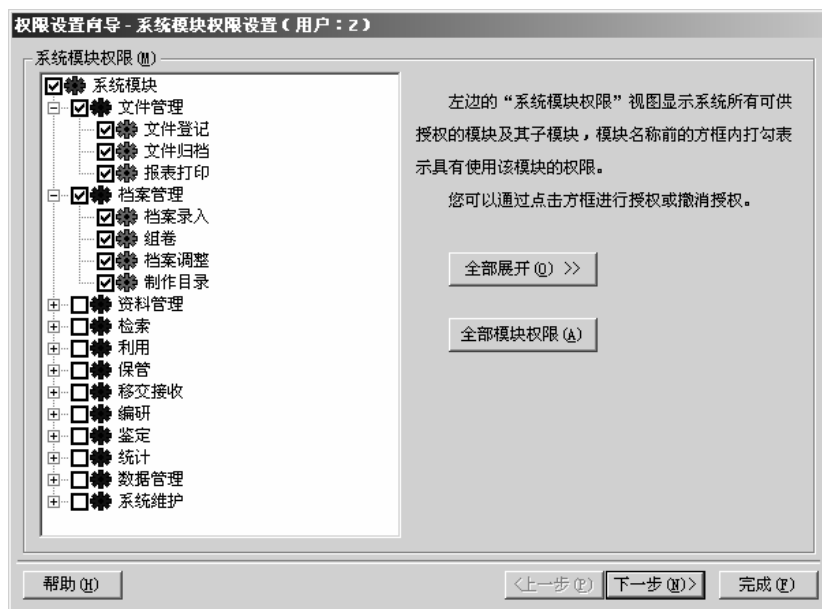 权限设置向导-系统模块权限设置(用户:Z)
系统模块权限(M)
系统模块
文件管理
文件登记
文件归档
报表打印
档案管理
档案录入
组卷
档案调整
制作目录
资料管理
检索
利用
保管
移交接收
编研
鉴定
统计
数据管理
系统维护
左边的“系统模块权限”视图显示系统所有可供
授权的模块及其子模块,模块名称前的方框内打勾表
示具有使用该模块的权限。
您可以通过点击方框进行授权或撤消授权。
全部展开(O) >>
全部模块权限(A)
帮助(H)
<上一步(P)
下一步(N)>
完成(F)